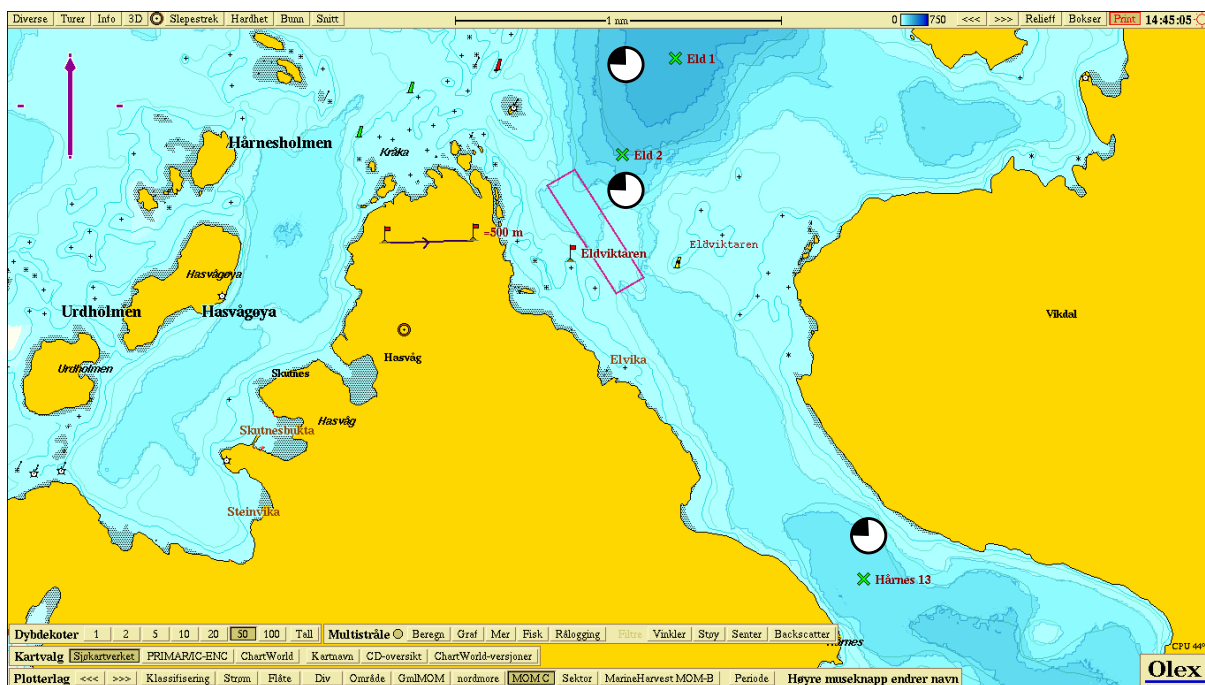 Diverse Turer Info 3D Slepestrek Hardhet Bunn Snitt 1 nm 0 750 <<< >>> Relieff Bokser Print 14:45:05
Eld 1
Hårnesholmen
Kråka
Eld 2
=500 m
Eldviktaren
Eldviktaren
Hasvågøya
Urdholmen
Hasvågøya
Vikdal
Hasvåg
Elvika
Urdholmen
Skutnes
Hasvåg
Skutnesbukta
Steinvika
Hårnes 13
Dybdekoter 1 2 5 10 20 50 100 Tall Multistråle Beregn Graf Mer Fisk Rålogging Filtre Vinkler Støy Senter Backscatter
CPU 44°
Kartvalg Sjøkartverket PRIMAR/IC-ENC ChartWorld Kartnavn CD-oversikt ChartWorld-versjoner
Olex
Plotterlag <<< >>> Klassifisering Strøm Flåte Div Område GmlMOM nordmore MOM C Sektor MarineHarvest MOM-B Periode Høyre museknapp endrer navn